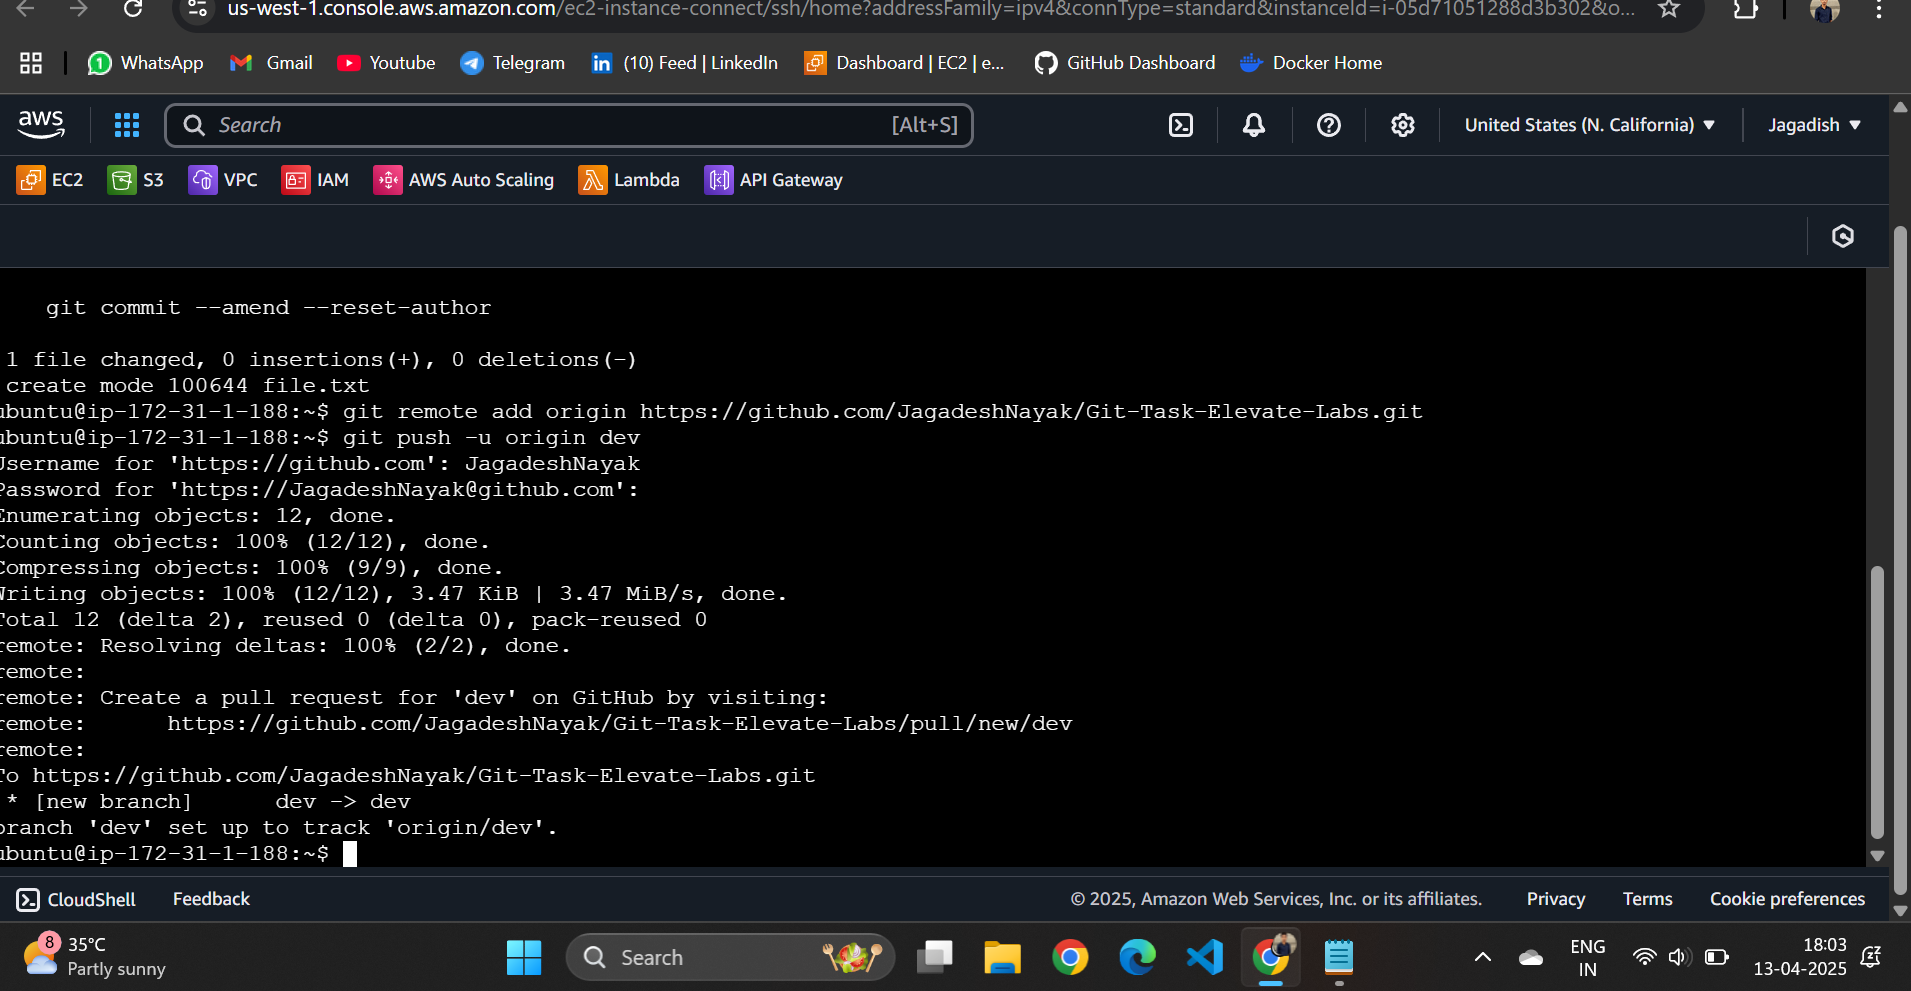 us-west-1.console.aws.amazon.com/ec2-instance-connect/ssh/home?addressFamily=ipv4&connType=standard&instanceId=i-05d71051288d3b302&o...
1 WhatsApp Gmail Youtube Telegram (10) Feed | LinkedIn Dashboard | EC2 | e... GitHub Dashboard Docker Home
aws Search [Alt+S] United States (N. California) Jagadish
EC2 S3 VPC IAM AWS Auto Scaling Lambda API Gateway
git commit --amend --reset-author
1 file changed, 0 insertions(+), 0 deletions(-)
create mode 100644 file.txt
ubuntu@ip-172-31-1-188:~$ git remote add origin https://github.com/JagadeshNayak/Git-Task-Elevate-Labs.git
ubuntu@ip-172-31-1-188:~$ git push -u origin dev
Username for 'https://github.com': JagadeshNayak
Password for 'https://JagadeshNayak@github.com':
Enumerating objects: 12, done.
Counting objects: 100% (12/12), done.
Compressing objects: 100% (9/9), done.
Writing objects: 100% (12/12), 3.47 KiB | 3.47 MiB/s, done.
Total 12 (delta 2), reused 0 (delta 0), pack-reused 0
remote: Resolving deltas: 100% (2/2), done.
remote:
remote: Create a pull request for 'dev' on GitHub by visiting:
remote:      https://github.com/JagadeshNayak/Git-Task-Elevate-Labs/pull/new/dev
remote:
To https://github.com/JagadeshNayak/Git-Task-Elevate-Labs.git
* [new branch]      dev -> dev
branch 'dev' set up to track 'origin/dev'.
ubuntu@ip-172-31-1-188:~$
CloudShell Feedback © 2025, Amazon Web Services, Inc. or its affiliates. Privacy Terms Cookie preferences
8 35°C
Partly sunny
Search
ENG
IN
18:03
13-04-2025